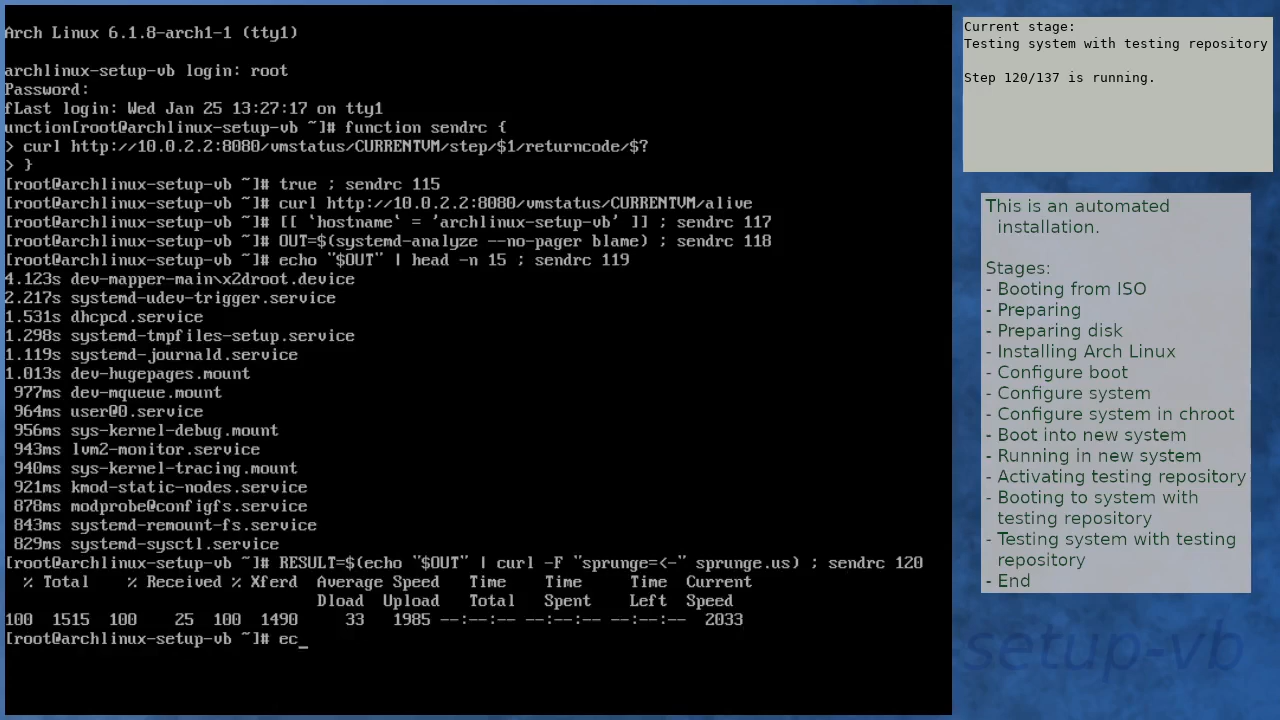 Arch Linux 6.1.8-arch1-1 (tty1)
archlinux-setup-vb login: root
Password:
fLast login: Wed Jan 25 13:27:17 on tty1
unction[root@archlinux-setup-vb ~]# function sendrc {
> curl http://10.0.2.2:8080/vmstatus/CURRENTVM/step/$1/returncode/$?
> }
[root@archlinux-setup-vb ~]# true ; sendrc 115
[root@archlinux-setup-vb ~]# curl http://10.0.2.2:8080/vmstatus/CURRENTVM/alive
[root@archlinux-setup-vb ~]# [[ `hostname` = 'archlinux-setup-vb' ]] ; sendrc 117
[root@archlinux-setup-vb ~]# OUT=$(systemd-analyze --no-pager blame) ; sendrc 118
[root@archlinux-setup-vb ~]# echo "$OUT" | head -n 15 ; sendrc 119
4.123s dev-mapper-main\x2droot.device
2.217s systemd-udev-trigger.service
1.531s dhcpcd.service
1.298s systemd-tmpfiles-setup.service
1.119s systemd-journald.service
1.013s dev-hugepages.mount
977ms dev-mqueue.mount
964ms user@0.service
956ms sys-kernel-debug.mount
943ms lvm2-monitor.service
940ms sys-kernel-tracing.mount
921ms kmod-static-nodes.service
878ms modprobe@configfs.service
843ms systemd-remount-fs.service
829ms systemd-sysctl.service
[root@archlinux-setup-vb ~]# RESULT=$(echo "$OUT" | curl -F "sprunge=<-" sprunge.us) ; sendrc 120
% Total % Received % Xferd Average Speed Time Time Time Current
Dload Upload Total Spent Left Speed
100 1515 100 25 100 1490 33 1985 --:--:-- --:--:-- --:--:-- 2033
[root@archlinux-setup-vb ~]# ec_
Current stage:
Testing system with testing repository
Step 120/137 is running.
This is an automated
installation.
Stages:
- Booting from ISO
- Preparing
- Preparing disk
- Installing Arch Linux
- Configure boot
- Configure system
- Configure system in chroot
- Boot into new system
- Running in new system
- Activating testing repository
- Booting to system with
testing repository
- Testing system with testing
repository
- End
setup-vb